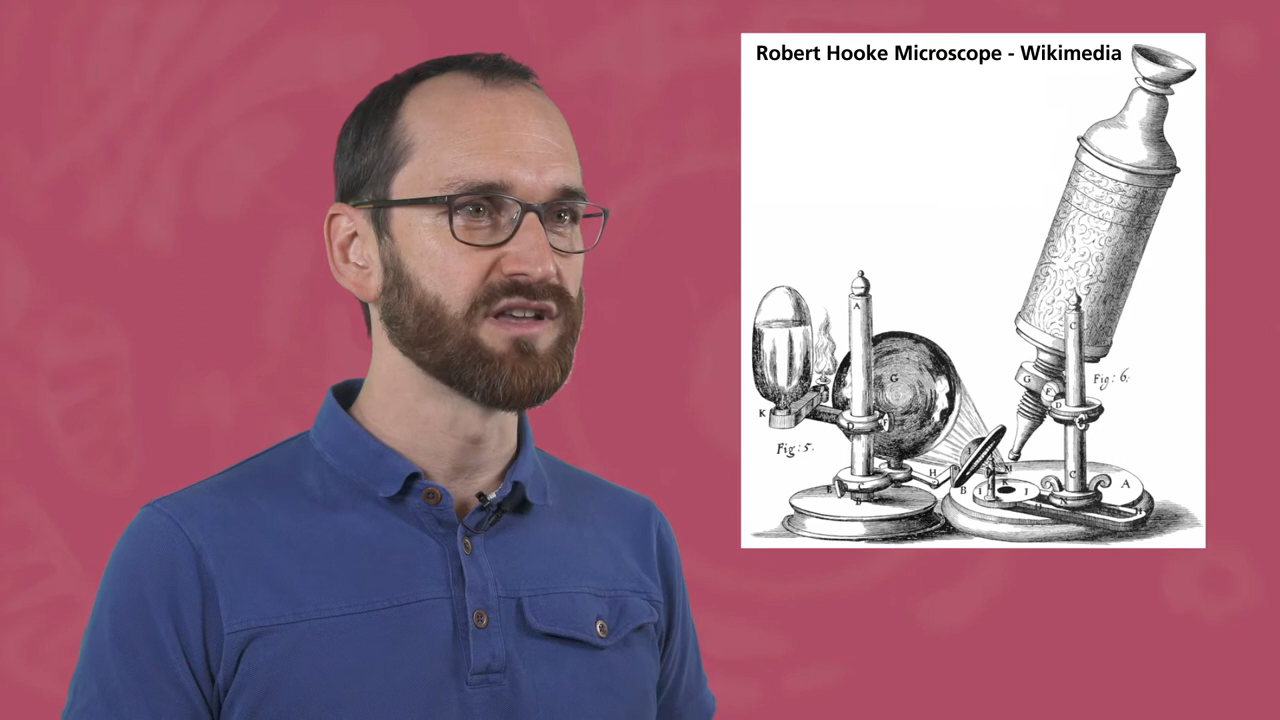 Robert Hooke Microscope - Wikimedia
A
C
G
G
Fig: 6.
F
D
K
D
F
Fig: 5.
H
I
M
C
A
E
B
B
I
K
I
N
H
H